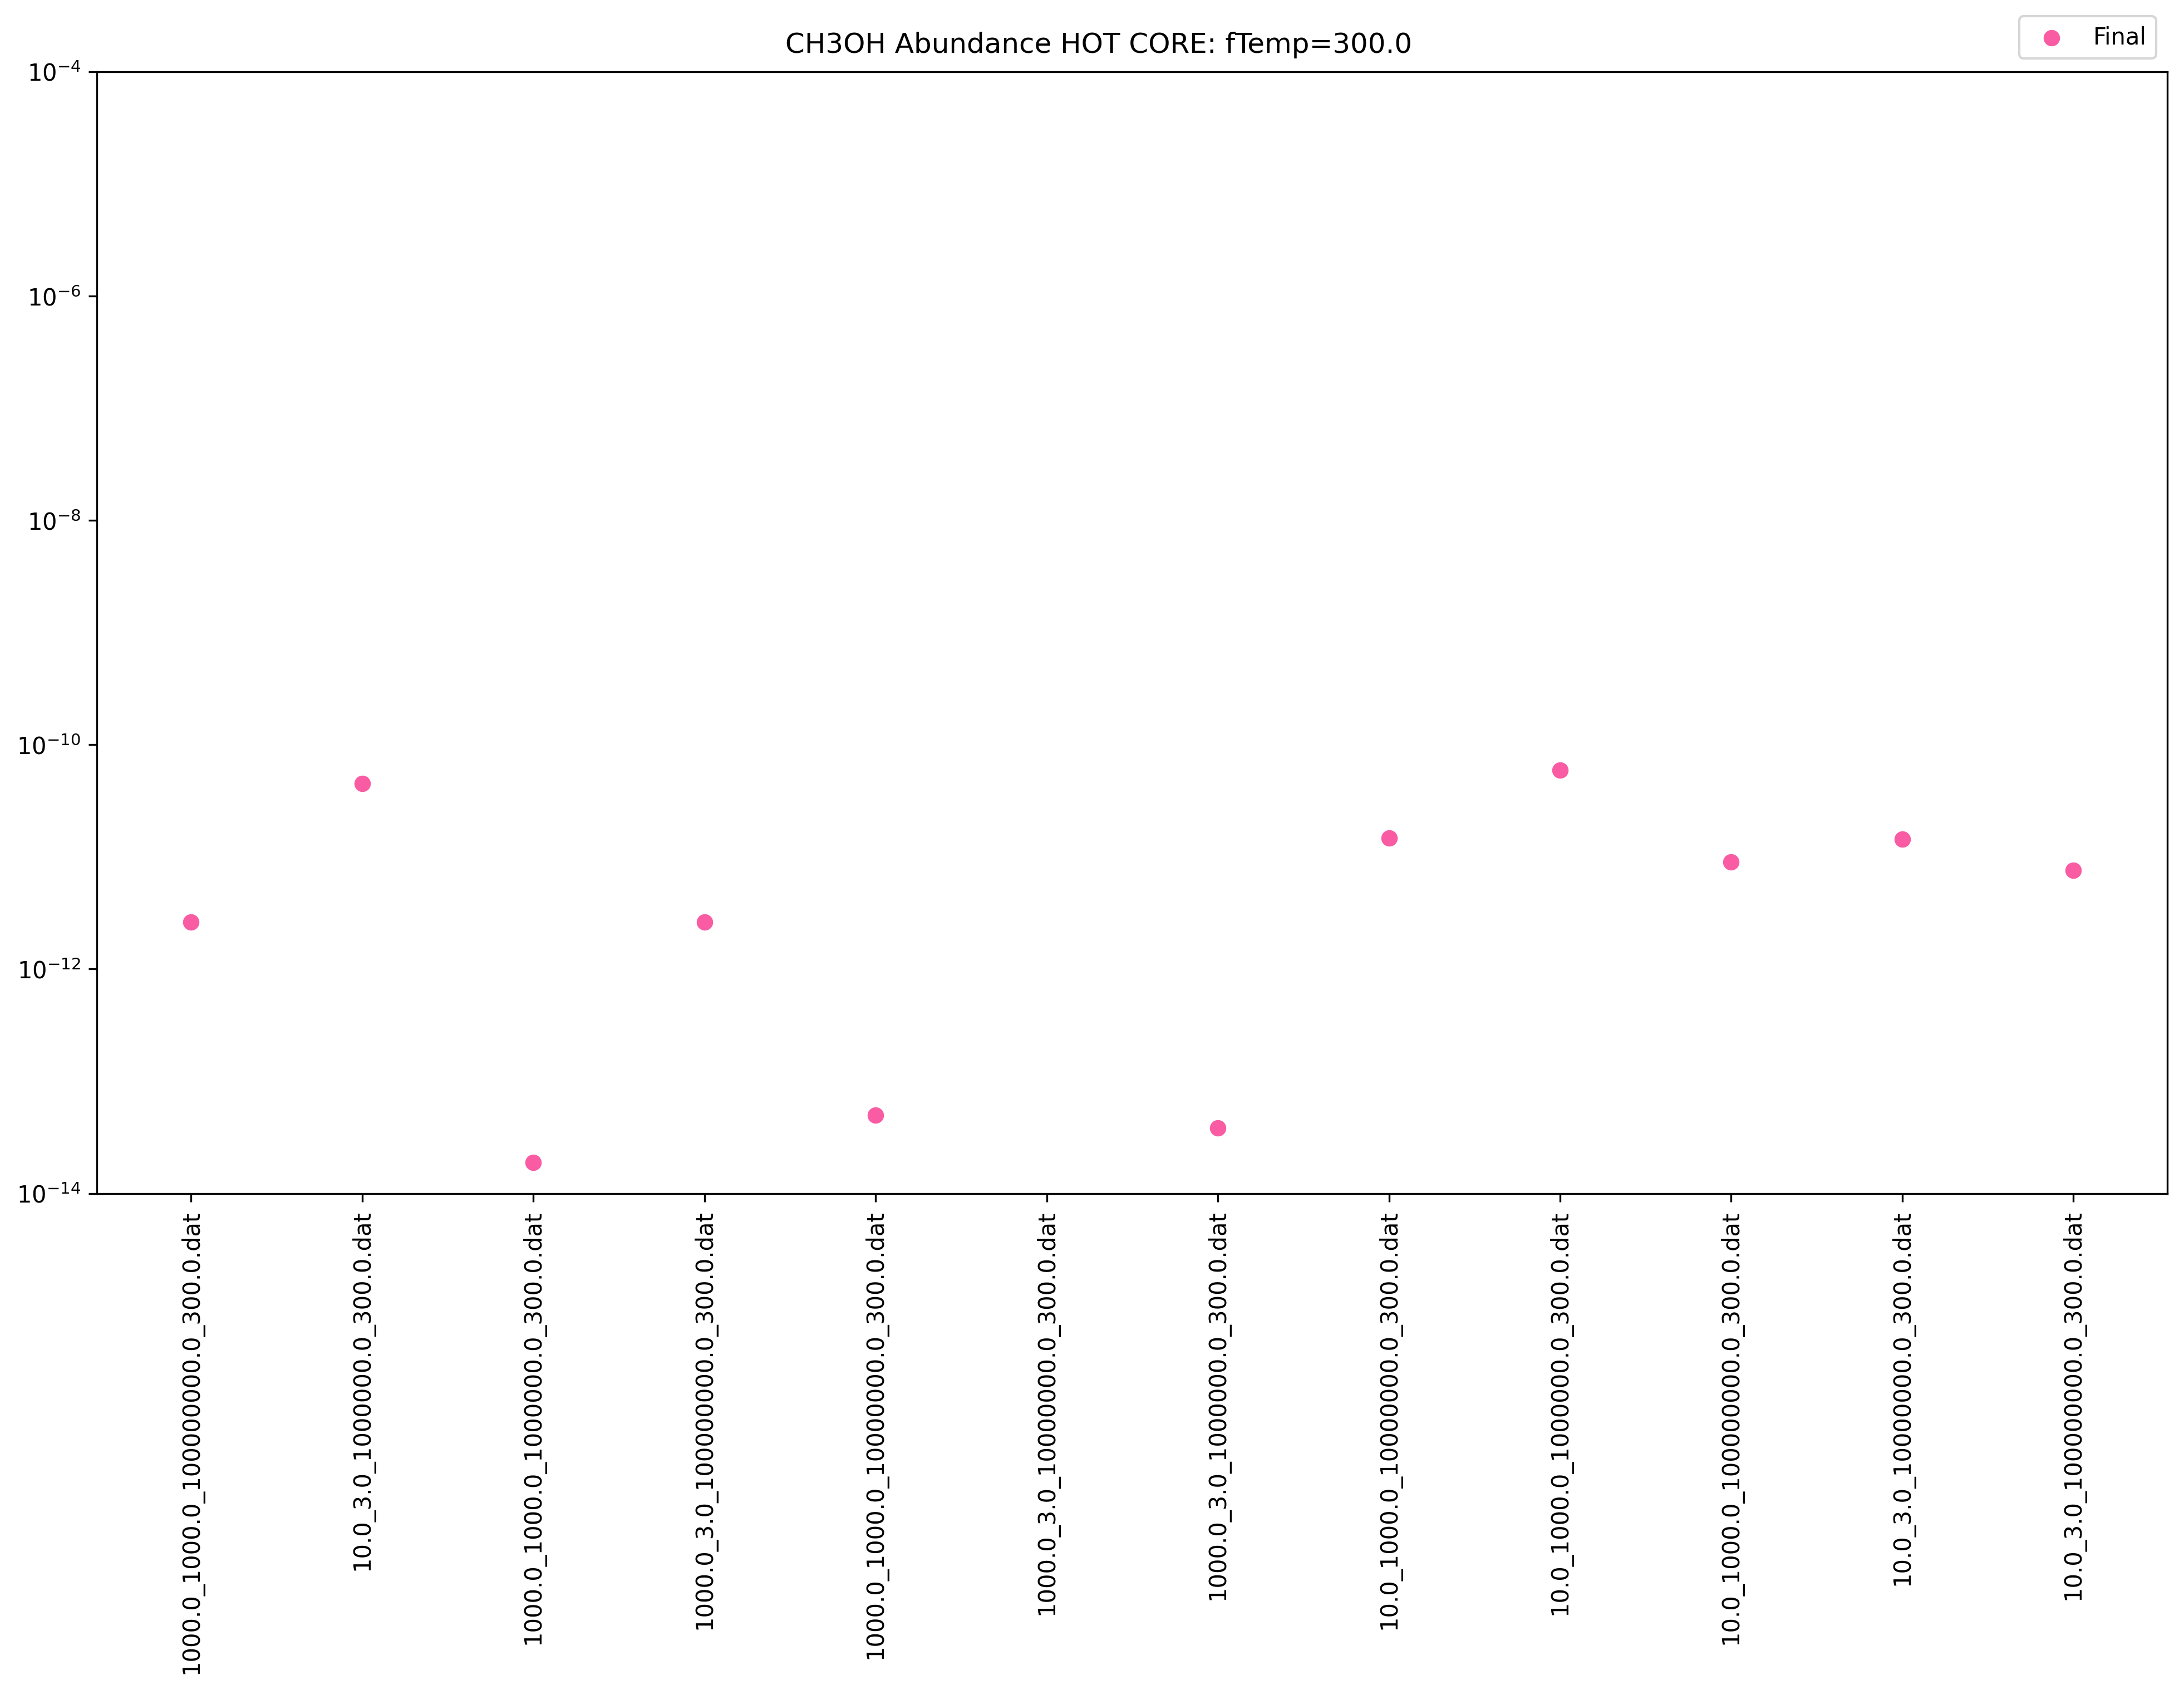 CH3OH Abundance HOT CORE: fTemp=300.0
Final
10⁻⁴
10⁻⁶
10⁻⁸
10⁻¹⁰
10⁻¹²
10⁻¹⁴
1000.0_1000.0_100000000.0_300.0.dat
10.0_3.0_1000000.0_300.0.dat
1000.0_1000.0_1000000.0_300.0.dat
1000.0_3.0_100000000.0_300.0.dat
1000.0_1000.0_10000000.0_300.0.dat
1000.0_3.0_10000000.0_300.0.dat
1000.0_3.0_1000000.0_300.0.dat
10.0_1000.0_10000000.0_300.0.dat
10.0_1000.0_1000000.0_300.0.dat
10.0_1000.0_100000000.0_300.0.dat
10.0_3.0_10000000.0_300.0.dat
10.0_3.0_100000000.0_300.0.dat